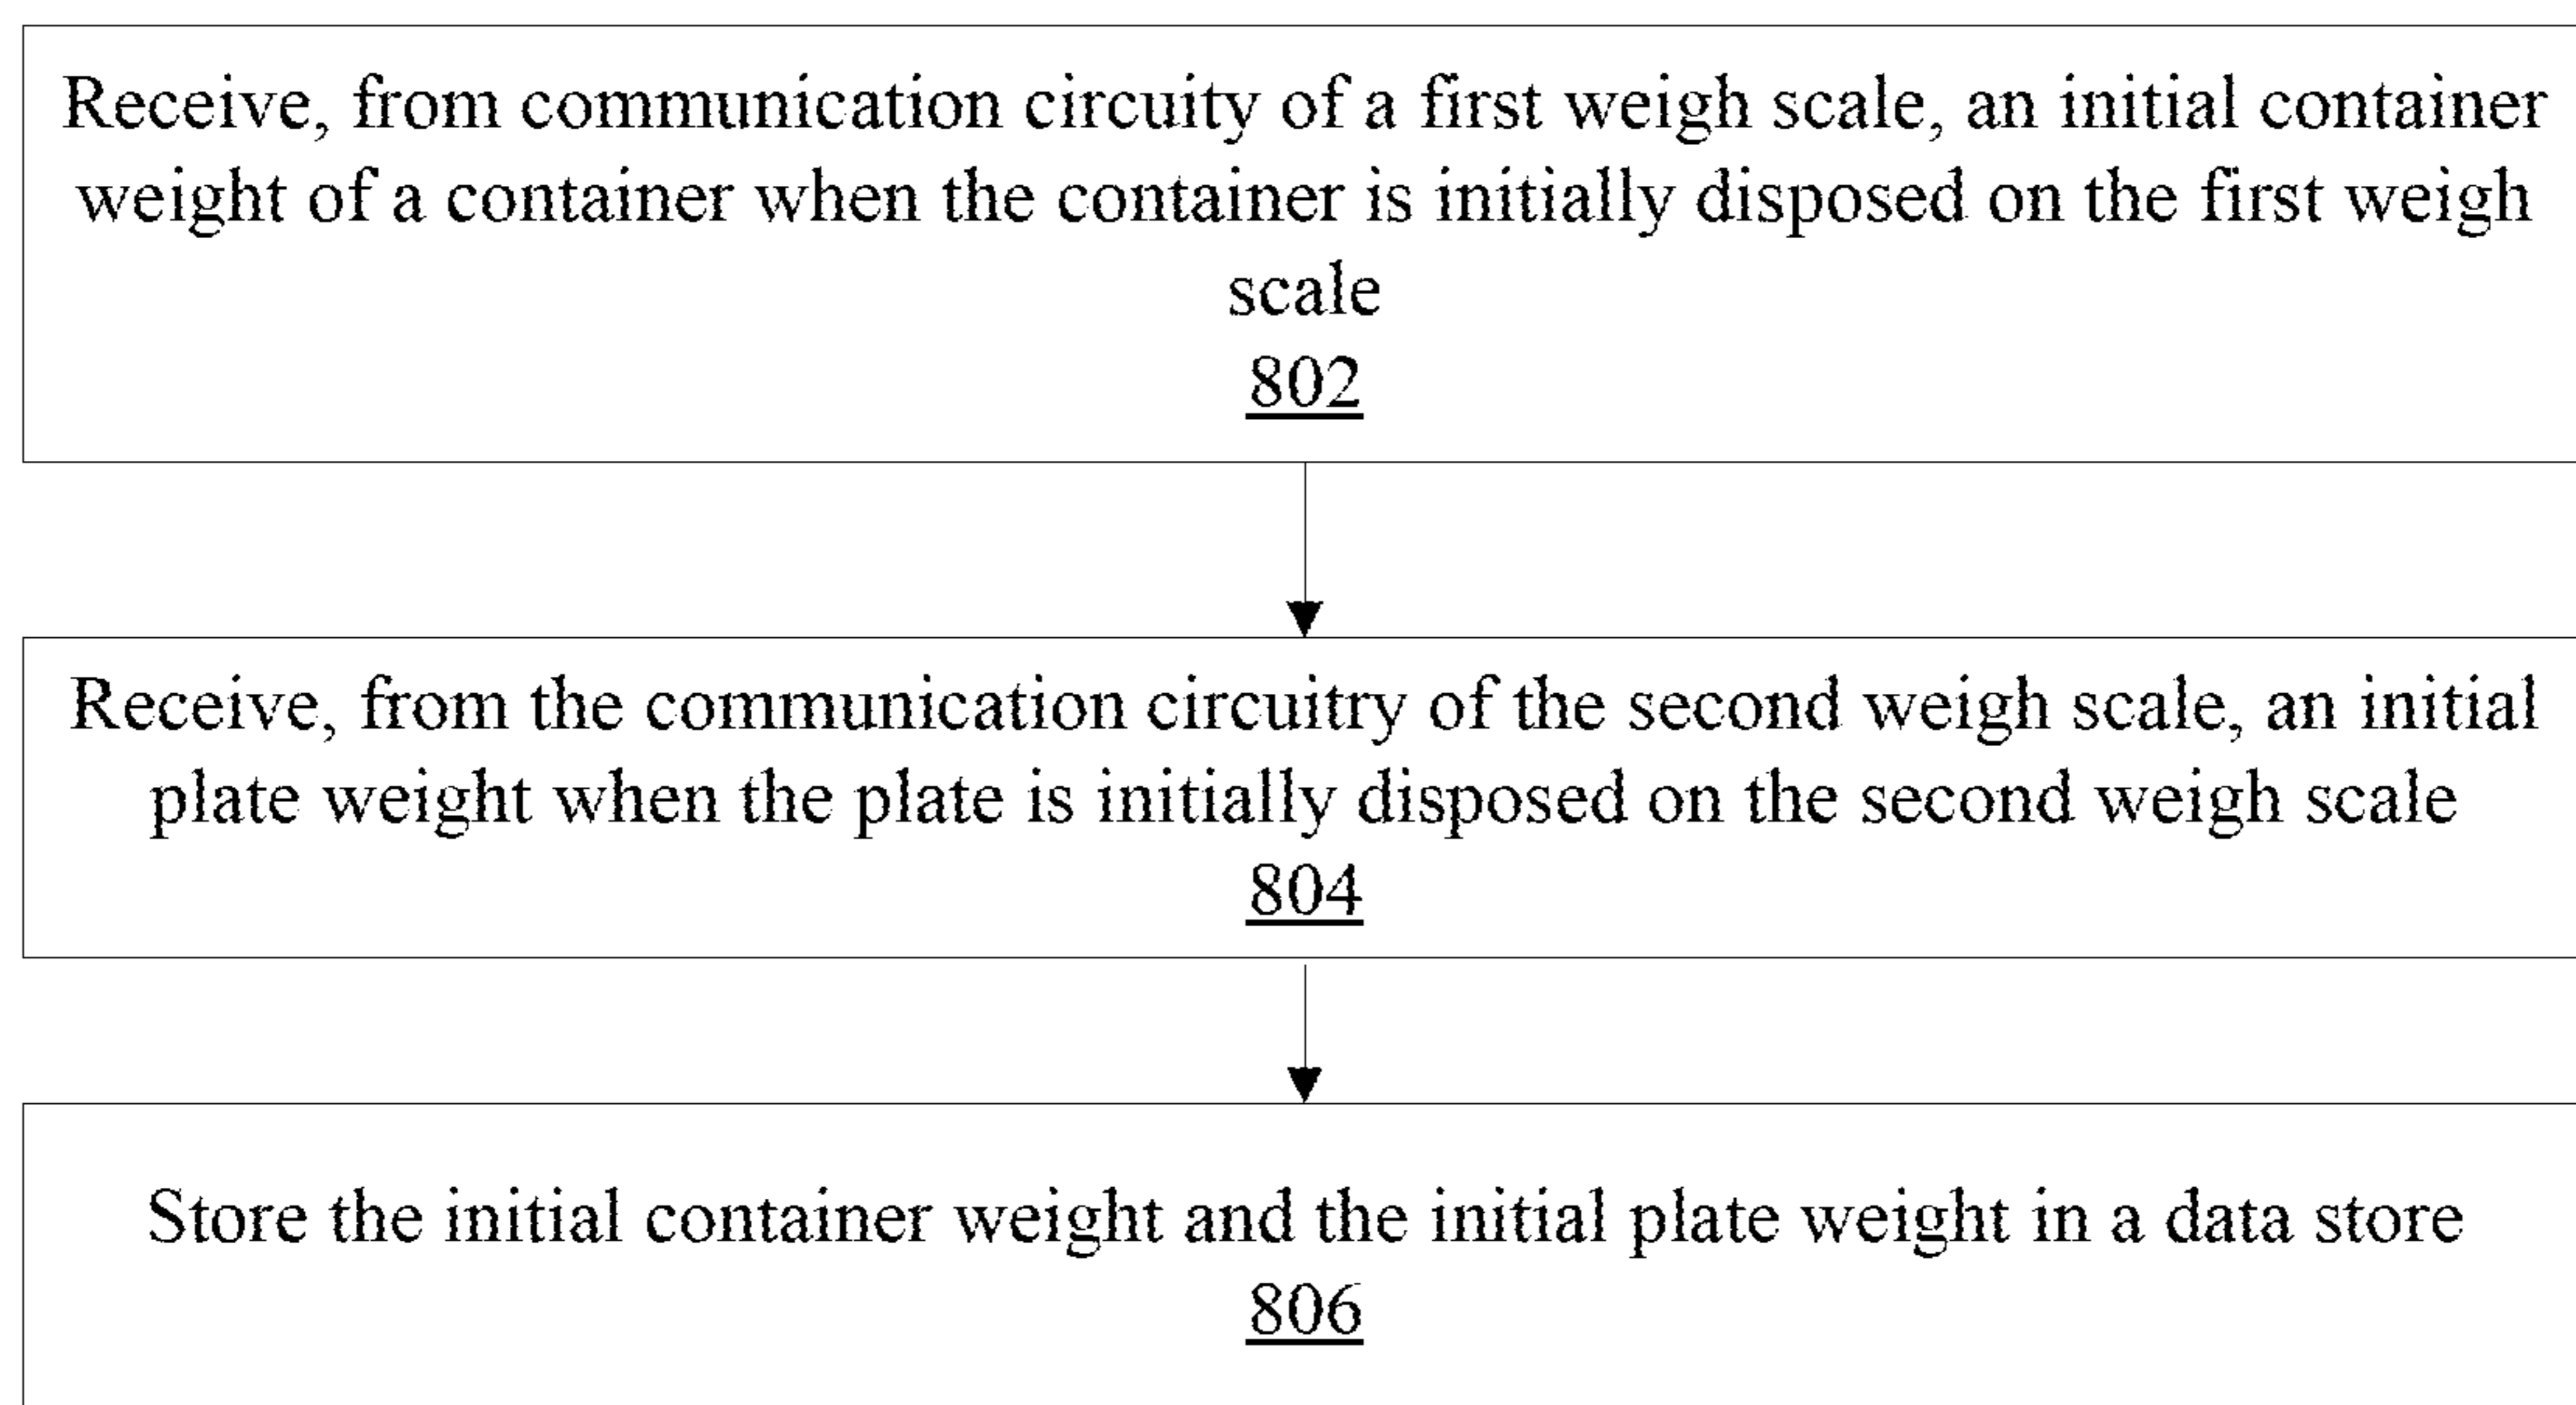 Receive, from communication circuity of a first weigh scale, an initial container
weight of a container when the container is initially disposed on the first weigh
scale
802
Receive, from the communication circuitry of the second weigh scale, an initial
plate weight when the plate is initially disposed on the second weigh scale
804
Store the initial container weight and the initial plate weight in a data store
806